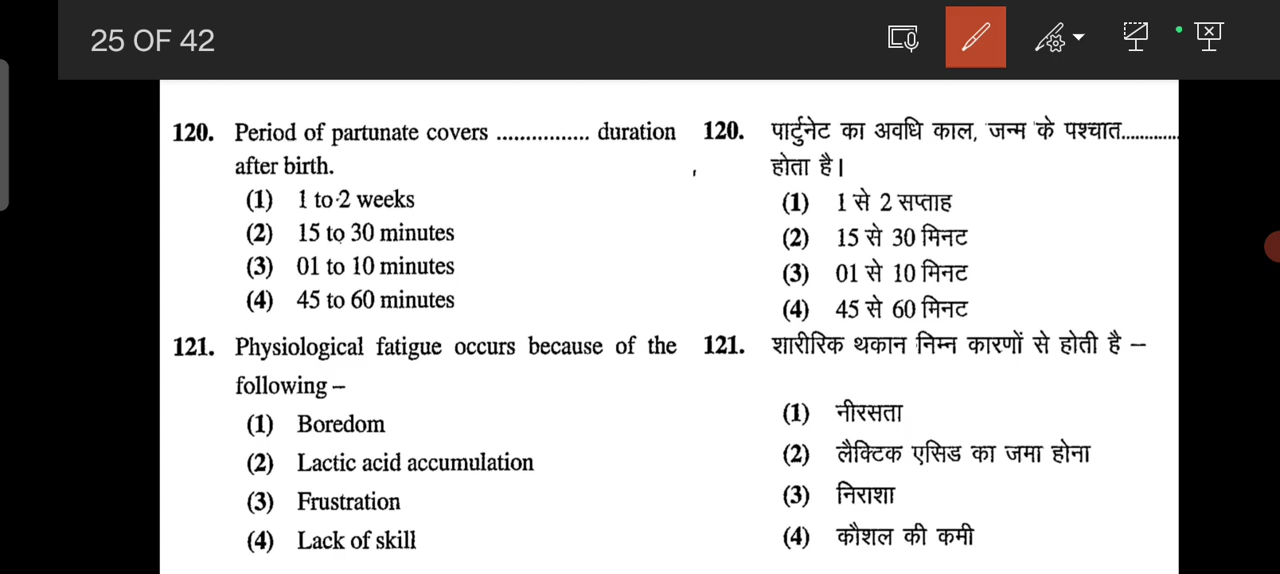 25 OF 42
120. Period of partunate covers ................ duration
after birth.
(1) 1 to 2 weeks
(2) 15 to 30 minutes
(3) 01 to 10 minutes
(4) 45 to 60 minutes
121. Physiological fatigue occurs because of the
following –
(1) Boredom
(2) Lactic acid accumulation
(3) Frustration
(4) Lack of skill
120. पार्टुनेट का अवधि काल, जन्म के पश्चात............
होता है।
(1) 1 से 2 सप्ताह
(2) 15 से 30 मिनट
(3) 01 से 10 मिनट
(4) 45 से 60 मिनट
121. शारीरिक थकान निम्न कारणों से होती है –
(1) नीरसता
(2) लैक्टिक एसिड का जमा होना
(3) निराशा
(4) कौशल की कमी